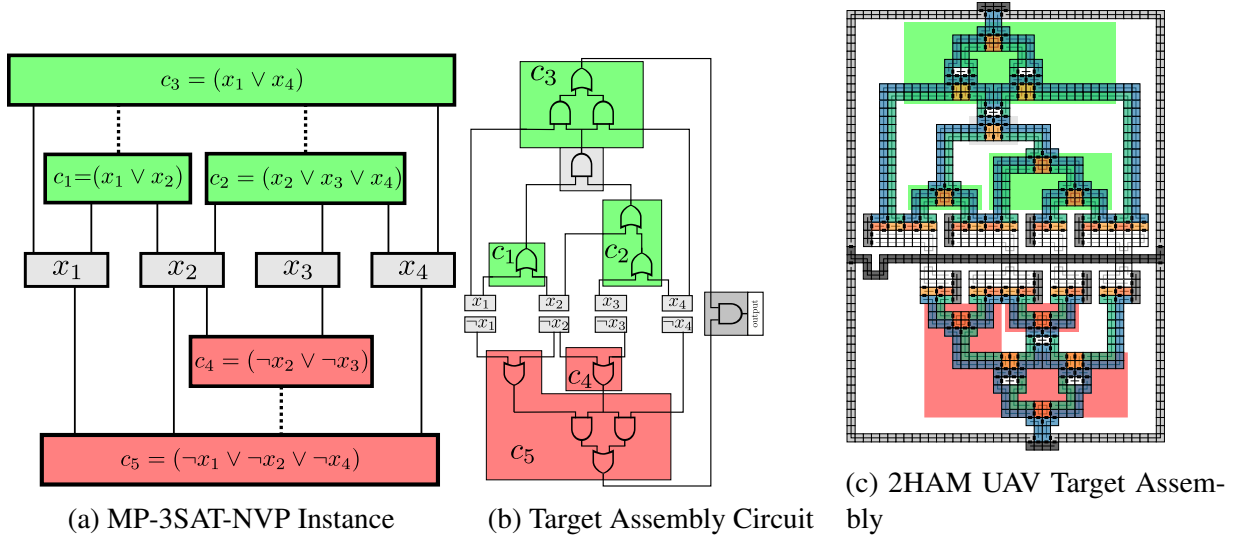 c₃ = (x₁ ∨ x₄)
c₁=(x₁ ∨ x₂)
c₂ = (x₂ ∨ x₃ ∨ x₄)
x₁
x₂
x₃
x₄
c₄ = (¬x₂ ∨ ¬x₃)
c₅ = (¬x₁ ∨ ¬x₂ ∨ ¬x₄)
(a) MP-3SAT-NVP Instance
c₃
c₁
c₂
x₁
x₂
x₃
x₄
¬x₁
¬x₂
¬x₃
¬x₄
output
c₄
c₅
(b) Target Assembly Circuit
(c) 2HAM UAV Target Assem-
bly